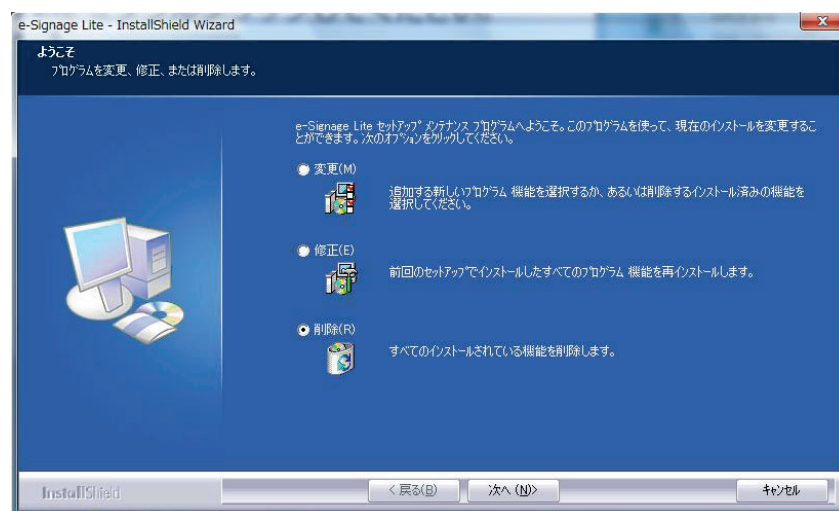 e-Signage Lite - InstallShield Wizard
ようこそ
プログラムを変更、修正、または削除します。
e-Signage Lite セットアップ メンテナンス プログラムへようこそ。このプログラムを使って、現在のインストールを変更するこ
とができます。次のオプションをクリックしてください。
変更(M)
追加する新しいプログラム 機能を選択するか、あるいは削除するインストール済みの機能を
選択してください。
修正(E)
前回のセットアップでインストールしたすべてのプログラム 機能を再インストールします。
削除(R)
すべてのインストールされている機能を削除します。
InstallShield
< 戻る(B)
次へ (N)>
キャンセル